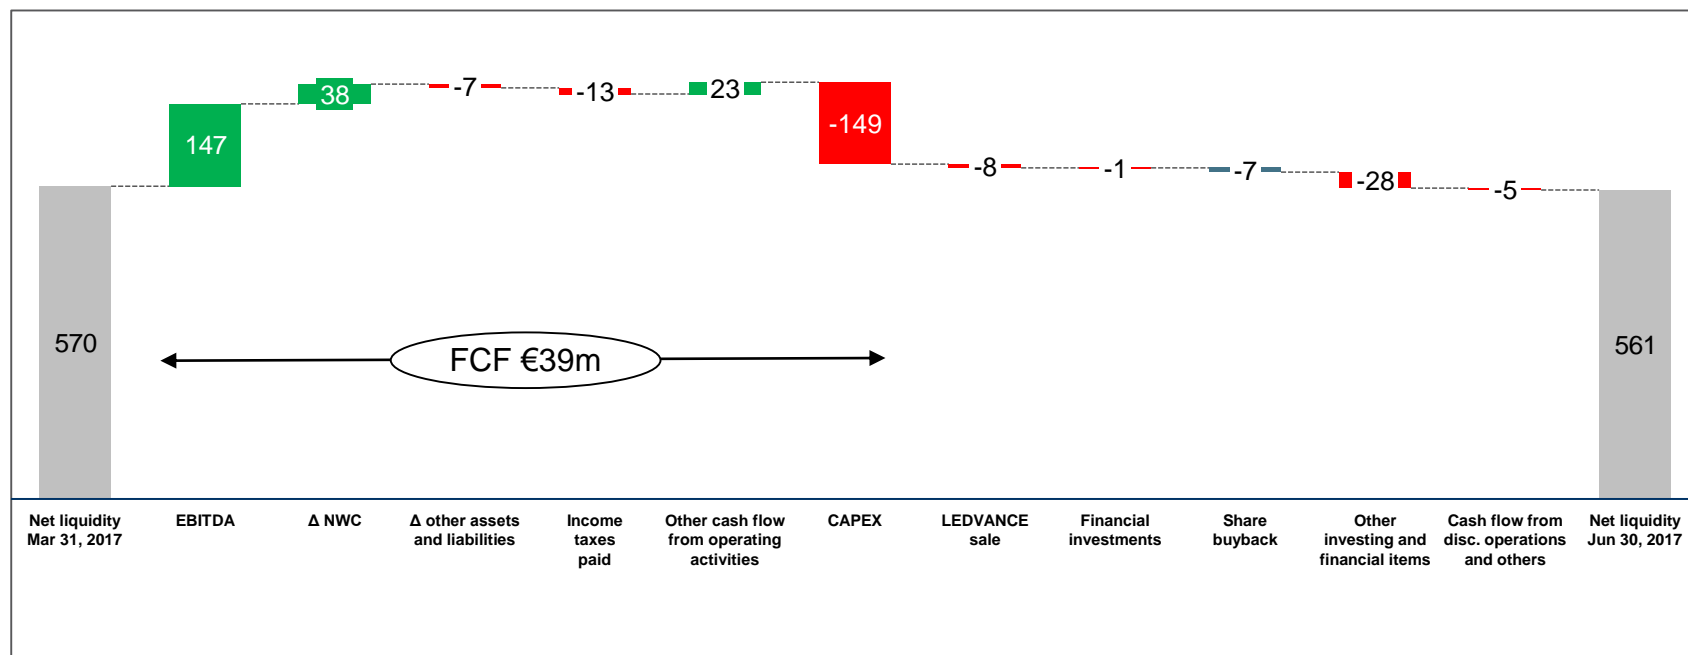 147
38
-7
-13
23
-149
-8
-1
-7
-28
-5
570
FCF €39m
561
Net liquidity
Mar 31, 2017
EBITDA
Δ NWC
Δ other assets
and liabilities
Income
taxes
paid
Other cash flow
from operating
activities
CAPEX
LEDVANCE
sale
Financial
investments
Share
buyback
Other
investing and
financial items
Cash flow from
disc. operations
and others
Net liquidity
Jun 30, 2017